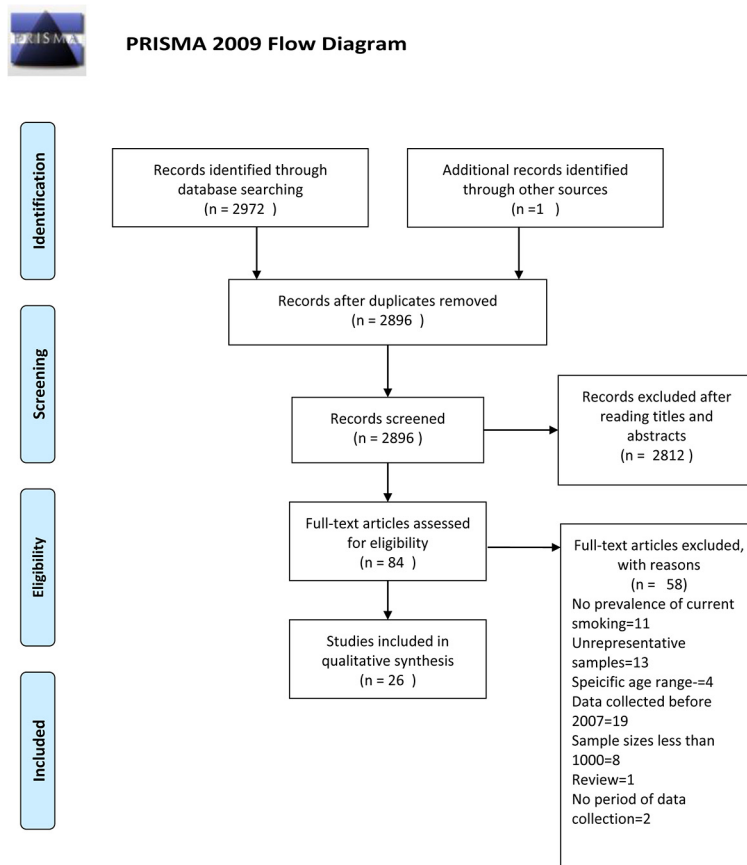 PRISMA
PRISMA 2009 Flow Diagram
Identification
Records identified through
database searching
(n = 2972  )
Additional records identified
through other sources
(n =1   )
Records after duplicates removed
(n = 2896  )
Screening
Records screened
(n = 2896  )
Records excluded after
reading titles and
abstracts
(n =  2812 )
Eligibility
Full-text articles assessed
for eligibility
(n = 84   )
Full-text articles excluded,
with reasons
(n =   58)
No prevalence of current
smoking=11
Unrepresentative
samples=13
Speicific age range-=4
Data collected before
2007=19
Sample sizes less than
1000=8
Review=1
No period of data
collection=2
Studies included in
qualitative synthesis
(n = 26  )
Included